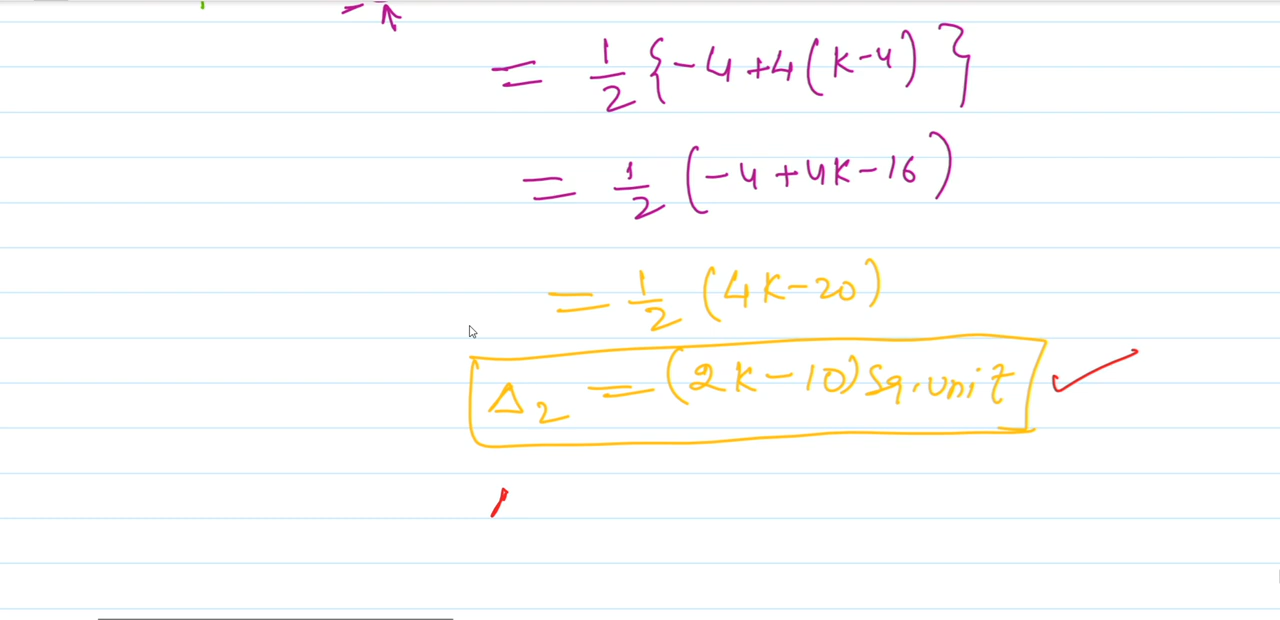 = 1/2 {-4+4(k-4)}
= 1/2 (-4+4k-16)
= 1/2 (4k-20)
Δ2 = (2k-10) sq.unit